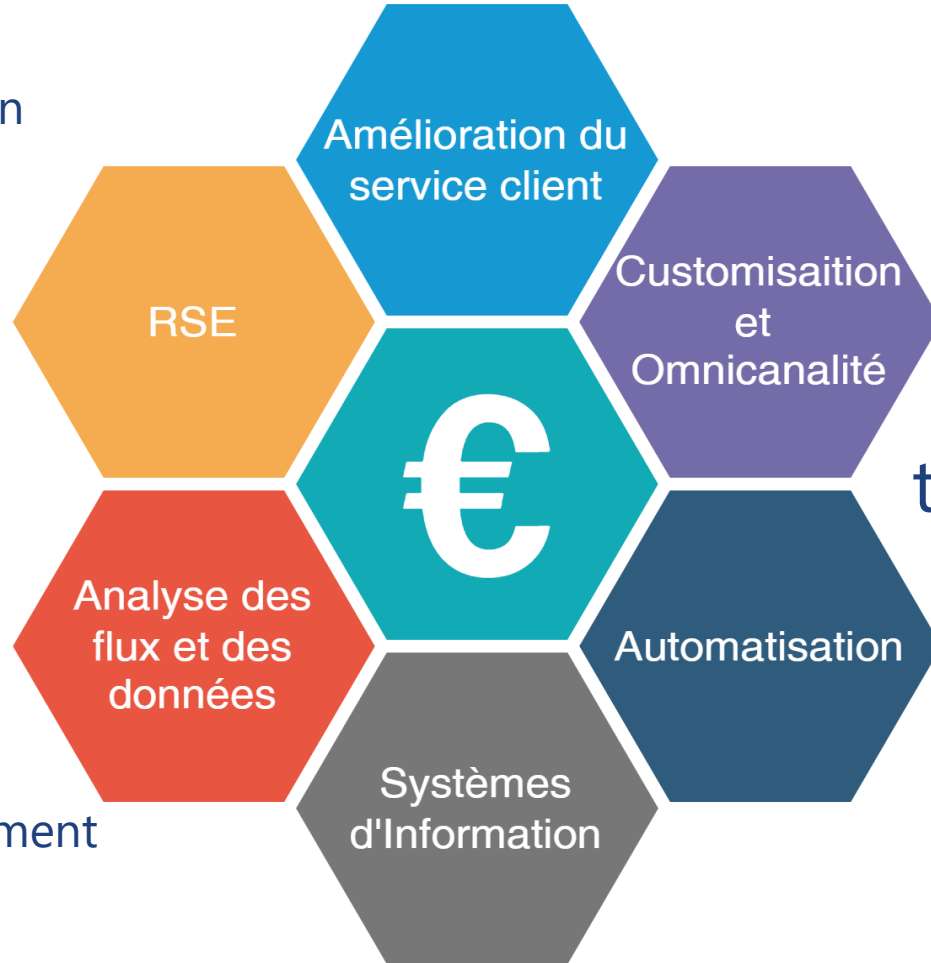 n
Amélioration du
service client
RSE
Customisaition
et
Omnicanalité
€
t
Analyse des
flux et des
données
Automatisation
Systèmes
d'Information
ment